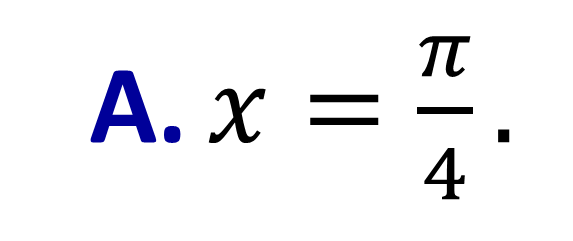 A. x = π/4.